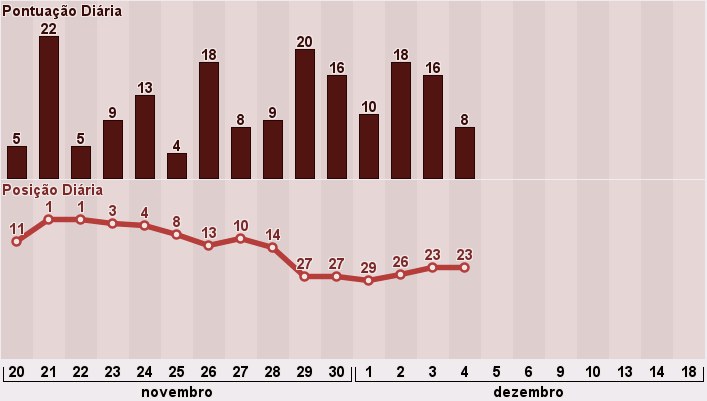 Pontuação Diária
5 22 5 9 13 4 18 8 9 20 16 10 18 16 8
Posição Diária
11 1 1 3 4 8 13 10 14 27 27 29 26 23 23
20 21 22 23 24 25 26 27 28 29 30 1 2 3 4 5 6 9 10 13 14 18
novembro dezembro